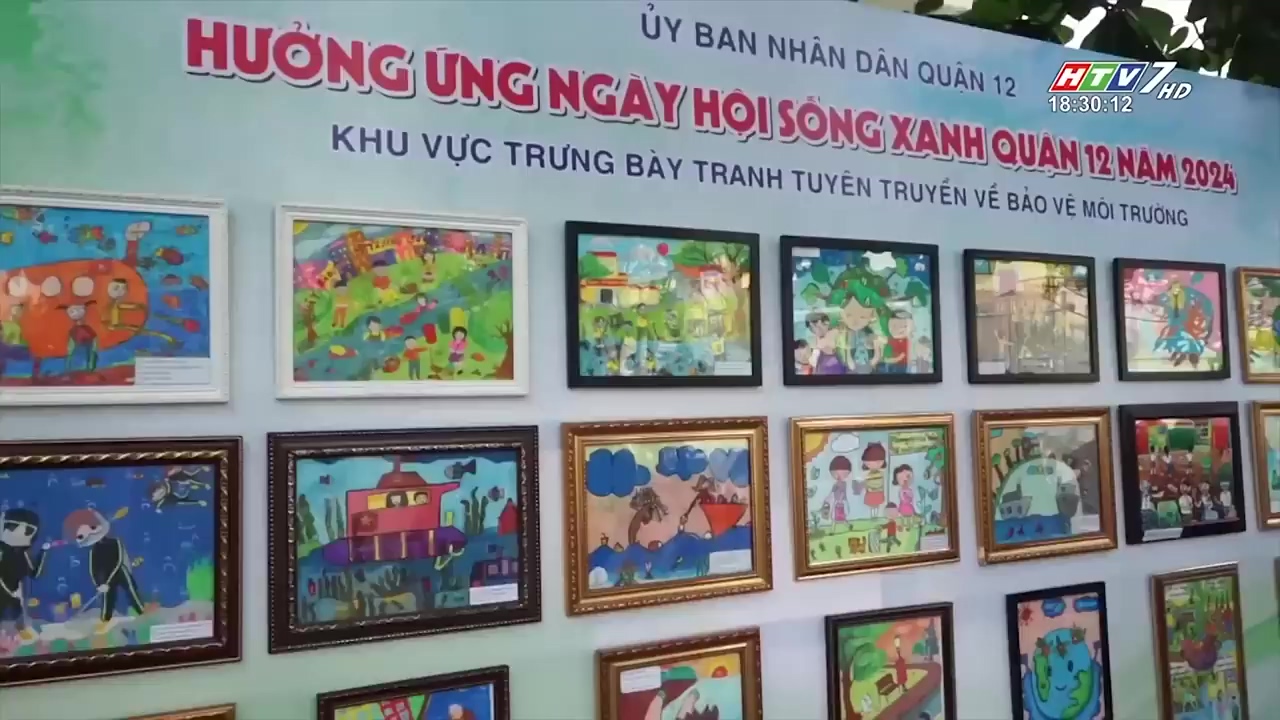 ỦY BAN NHÂN DÂN QUẬN 12
HTV7 HD
18:30:12
HƯỞNG ỨNG NGÀY HỘI SỐNG XANH QUẬN 12 NĂM 2024
KHU VỰC TRƯNG BÀY TRANH TUYÊN TRUYỀN VỀ BẢO VỆ MÔI TRƯỜNG